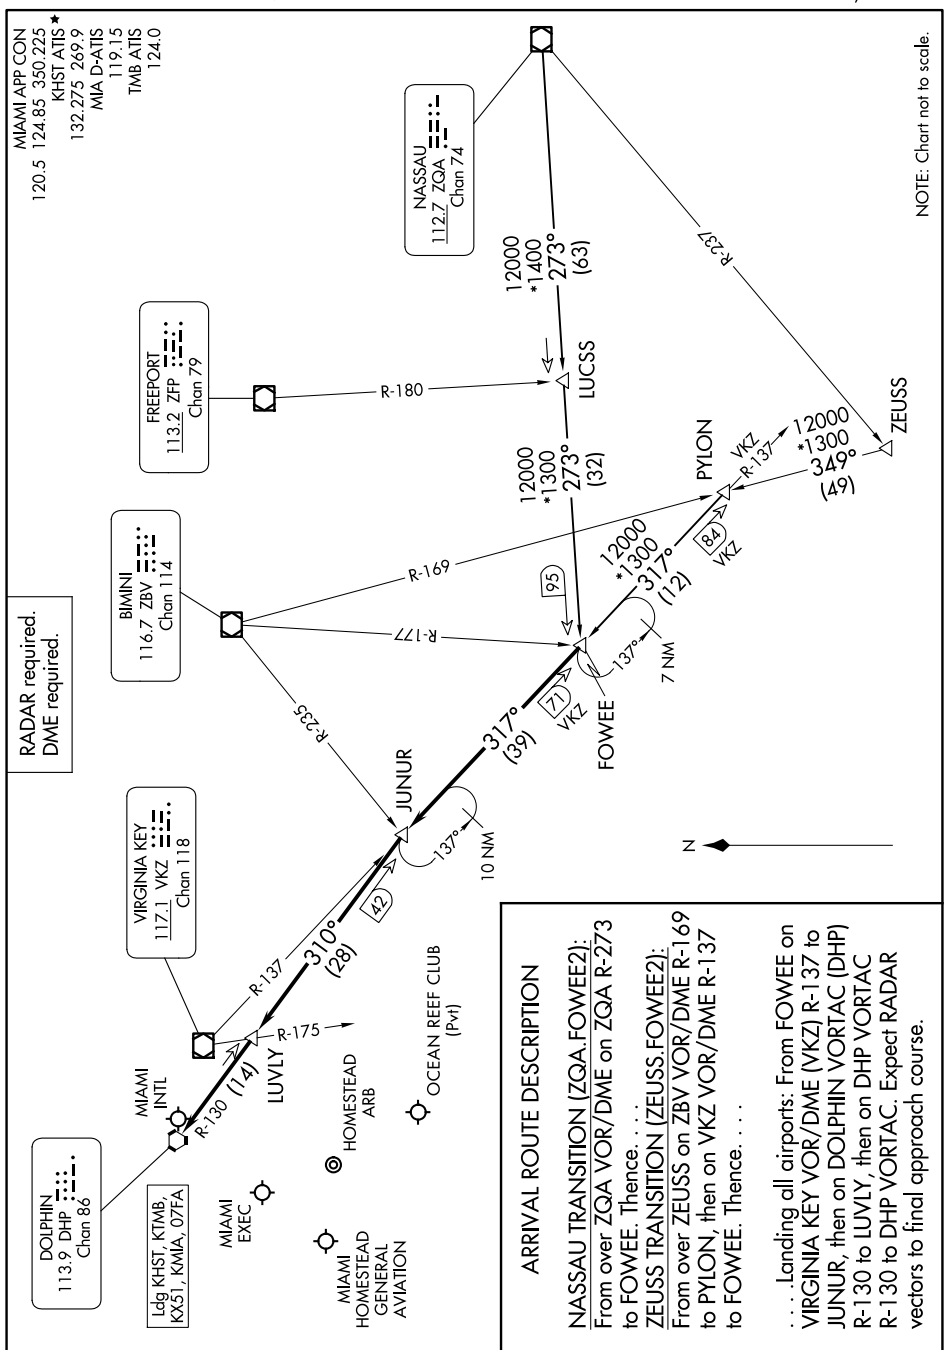 MIAMI APP CON
120.5 124.85 350.225
KHST ATIS★
132.275 269.9
MIA D-ATIS
119.15
TMB ATIS
124.0
RADAR required.
DME required.
DOLPHIN
113.9 DHP
Chan 86
VIRGINIA KEY
117.1 VKZ
Chan 118
BIMINI
116.7 ZBV
Chan 114
FREEPORT
113.2 ZFP
Chan 79
NASSAU
112.7 ZQA
Chan 74
Ldg KHST, KTMB,
KX51, KMIA, 07FA
MIAMI
INTL
R-130
(14)
LUVLY
R-175
R-137
310°
(28)
42
JUNUR
137°
10 NM
R-235
317°
(39)
71
VKZ
FOWEE
137°
7 NM
R-177
R-169
95
12000
*1300
317°
(12)
84
VKZ
PYLON
VKZ
R-137
12000
*1300
349°
(49)
ZEUSS
R-237
12000
*1300
273°
(32)
LUCSS
R-180
12000
*1400
273°
(63)
MIAMI
EXEC
HOMESTEAD
ARB
OCEAN REEF CLUB
(Pvt)
MIAMI
HOMESTEAD
GENERAL
AVIATION
N
NOTE: Chart not to scale.
ARRIVAL ROUTE DESCRIPTION
NASSAU TRANSITION (ZQA.FOWEE2):
From over ZQA VOR/DME on ZQA R-273
to FOWEE. Thence. . . .
ZEUSS TRANSITION (ZEUSS.FOWEE2):
From over ZEUSS on ZBV VOR/DME R-169
to PYLON, then on VKZ VOR/DME R-137
to FOWEE. Thence. . . .
. . . .Landing all airports: From FOWEE on
VIRGINIA KEY VOR/DME (VKZ) R-137 to
JUNUR, then on DOLPHIN VORTAC (DHP)
R-130 to LUVLY, then on DHP VORTAC
R-130 to DHP VORTAC. Expect RADAR
vectors to final approach course.